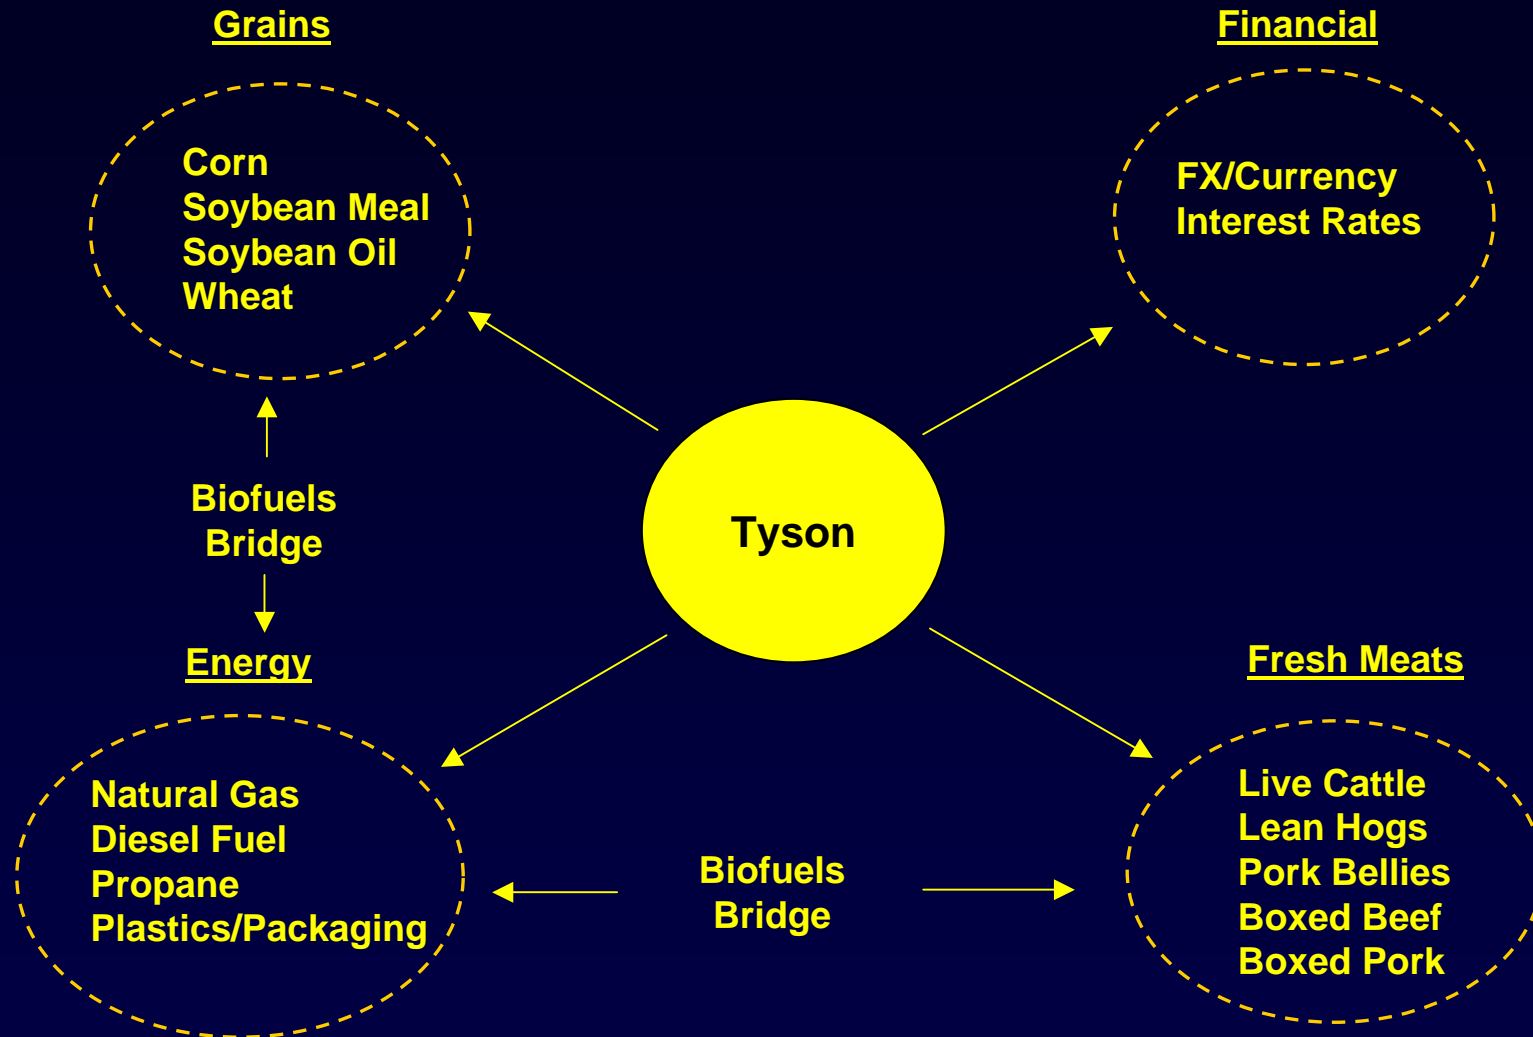 Grains
Financial
Corn
Soybean Meal
Soybean Oil
Wheat
FX/Currency
Interest Rates
Biofuels
Bridge
Tyson
Energy
Fresh Meats
Natural Gas
Diesel Fuel
Propane
Plastics/Packaging
Biofuels
Bridge
Live Cattle
Lean Hogs
Pork Bellies
Boxed Beef
Boxed Pork